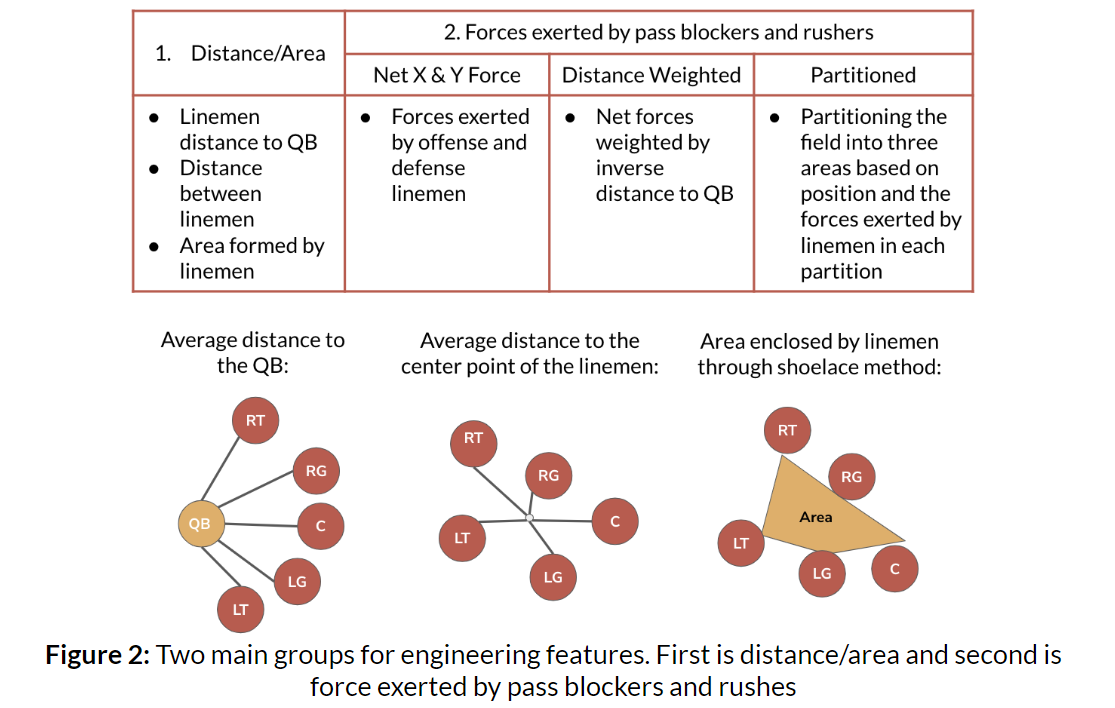 1. Distance/Area
2. Forces exerted by pass blockers and rushers
Net X & Y Force
Distance Weighted
Partitioned
● Linemen
distance to QB
● Distance
between
linemen
● Area formed by
linemen
● Forces exerted
by offense and
defense
linemen
● Net forces
weighted by
inverse
distance to QB
● Partitioning the
field into three
areas based on
position and the
forces exerted by
linemen in each
partition
Average distance to
the QB:
RT
RG
QB
C
LG
LT
Average distance to the
center point of the linemen:
RT
RG
C
LT
LG
Area enclosed by linemen
through shoelace method:
RT
RG
Area
LT
LG
C
Figure 2: Two main groups for engineering features. First is distance/area and second is
force exerted by pass blockers and rushes